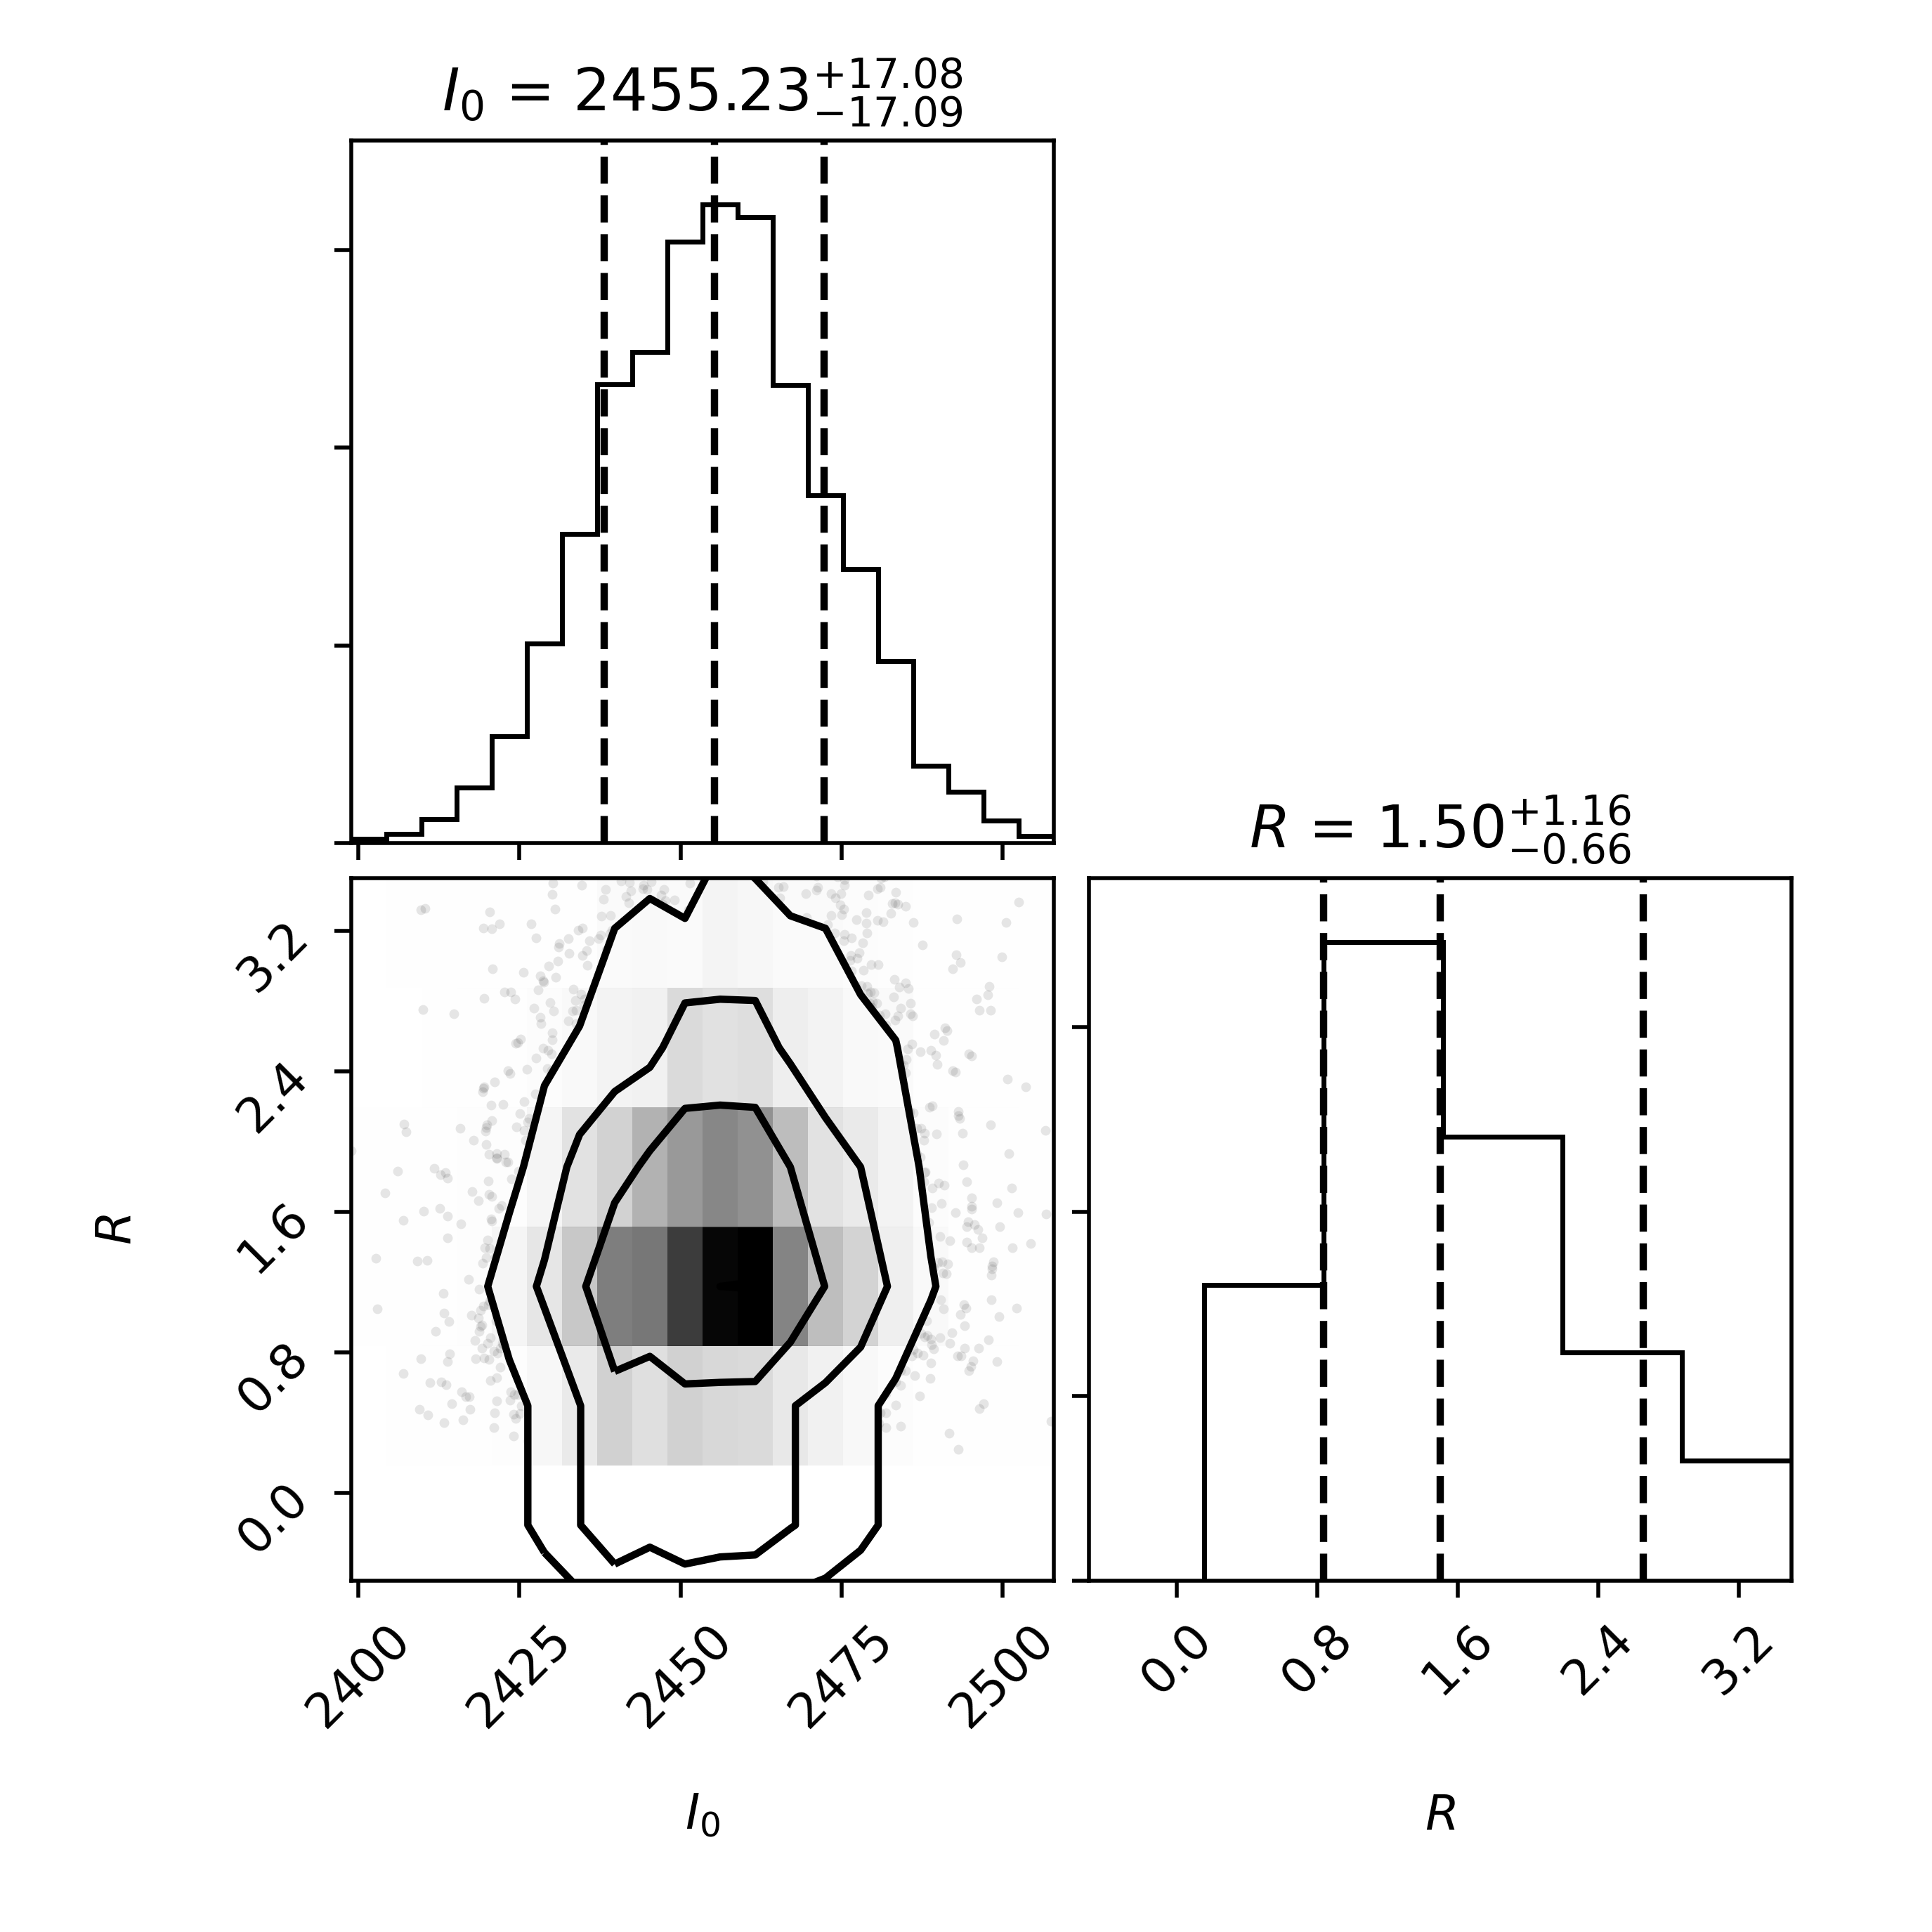 I₀ = 2455.23⁺¹⁷·⁰⁸₋₁₇.₀₉
R = 1.50⁺¹·¹⁶₋₀.₆₆
3.2
2.4
1.6
0.8
0.0
R
2400 2425 2450 2475 2500
0.0 0.8 1.6 2.4 3.2
I₀
R